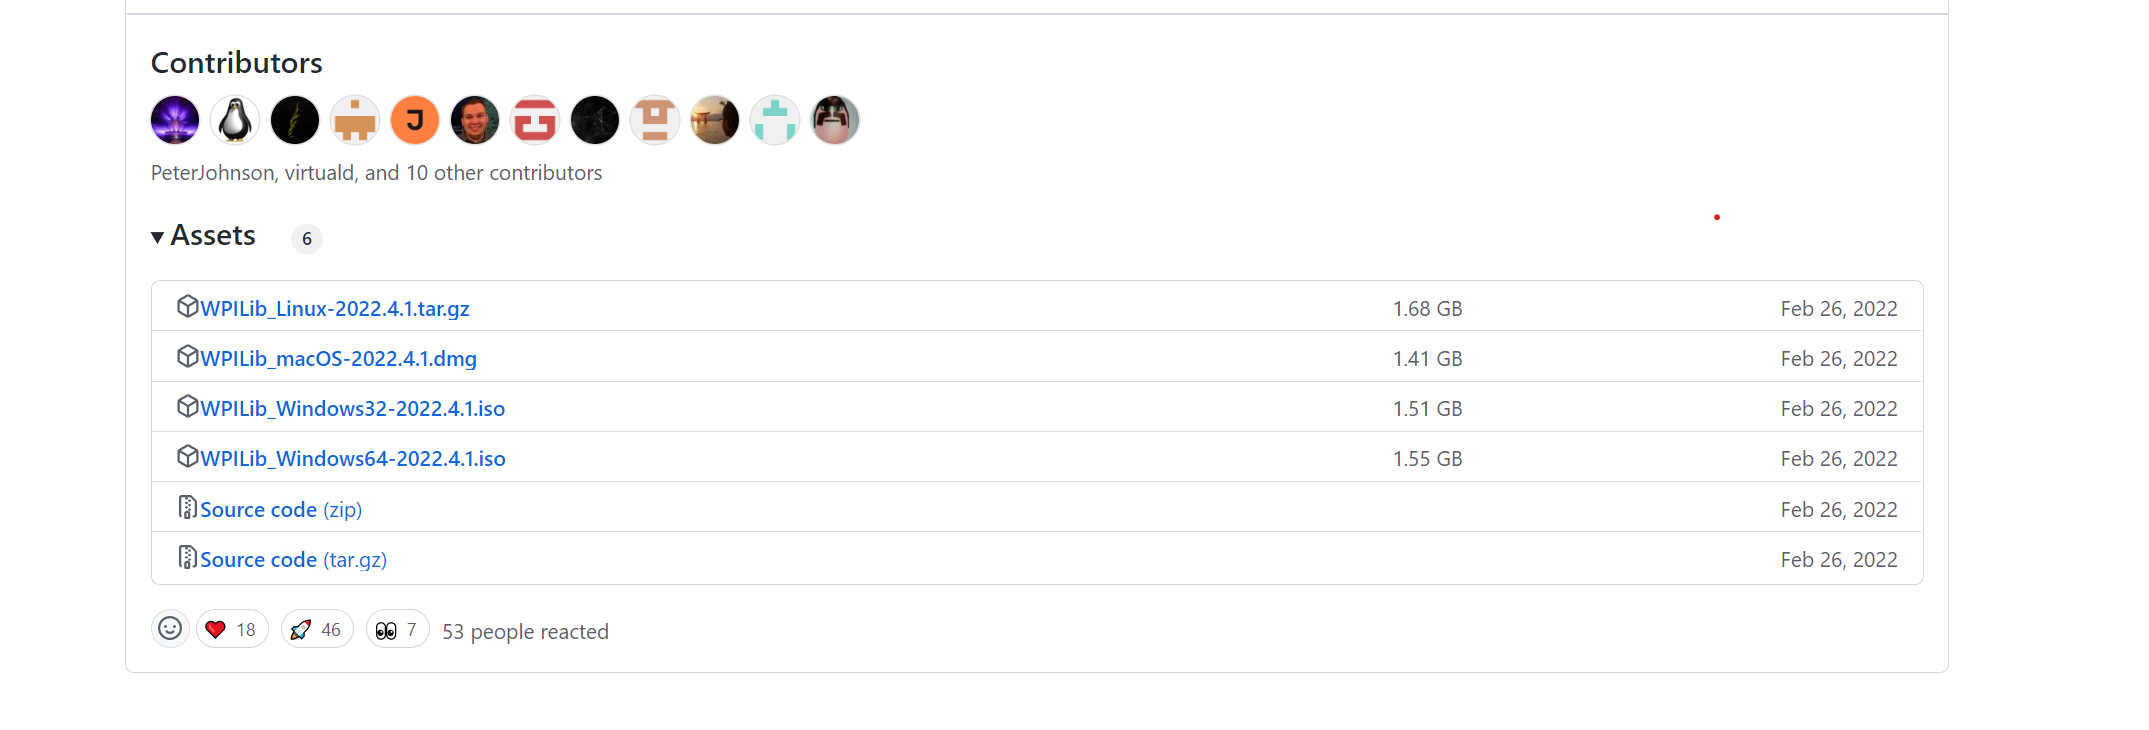 Contributors
J
PeterJohnson, virtuald, and 10 other contributors
Assets 6
WPILib_Linux-2022.4.1.tar.gz 1.68 GB Feb 26, 2022
WPILib_macOS-2022.4.1.dmg 1.41 GB Feb 26, 2022
WPILib_Windows32-2022.4.1.iso 1.51 GB Feb 26, 2022
WPILib_Windows64-2022.4.1.iso 1.55 GB Feb 26, 2022
Source code (zip) Feb 26, 2022
Source code (tar.gz) Feb 26, 2022
18 46 7 53 people reacted